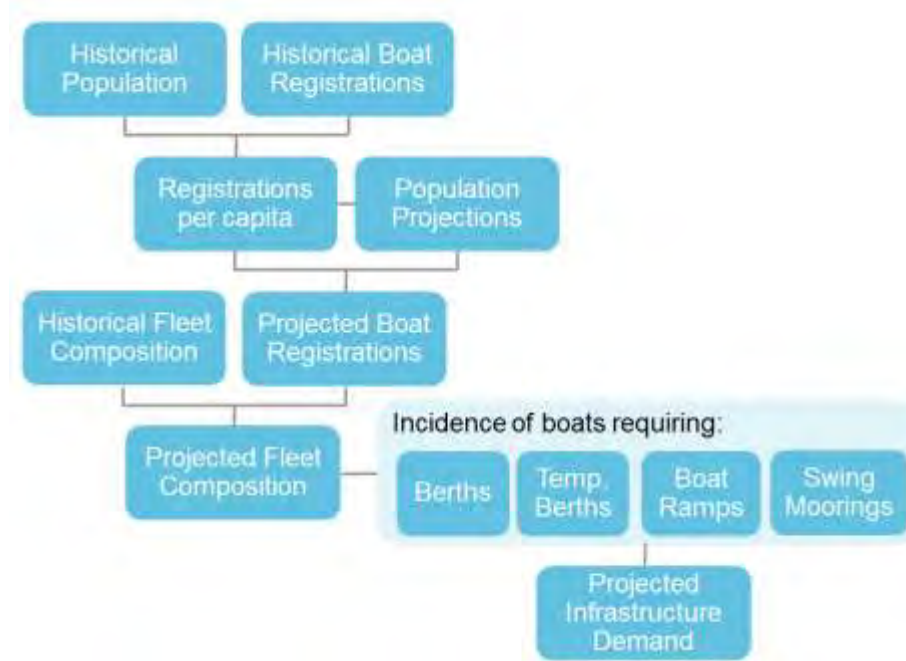 Historical
Population
Historical Boat
Registrations
Registrations
per capita
Population
Projections
Historical Fleet
Composition
Projected Boat
Registrations
Projected Fleet
Composition
Incidence of boats requiring:
Berths
Temp.
Berths
Boat
Ramps
Swing
Moorings
Projected
Infrastructure
Demand